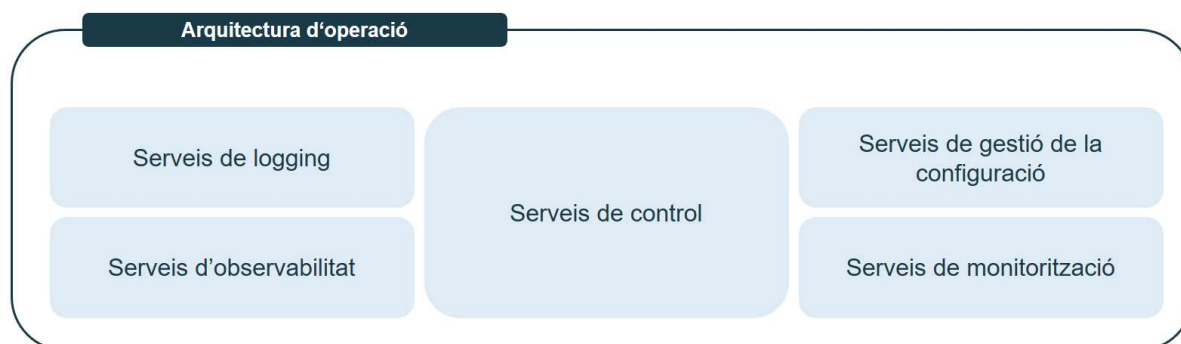 Arquitectura d‘operació
Serveis de logging
Serveis d’observabilitat
Serveis de control
Serveis de gestió de la
configuració
Serveis de monitorització